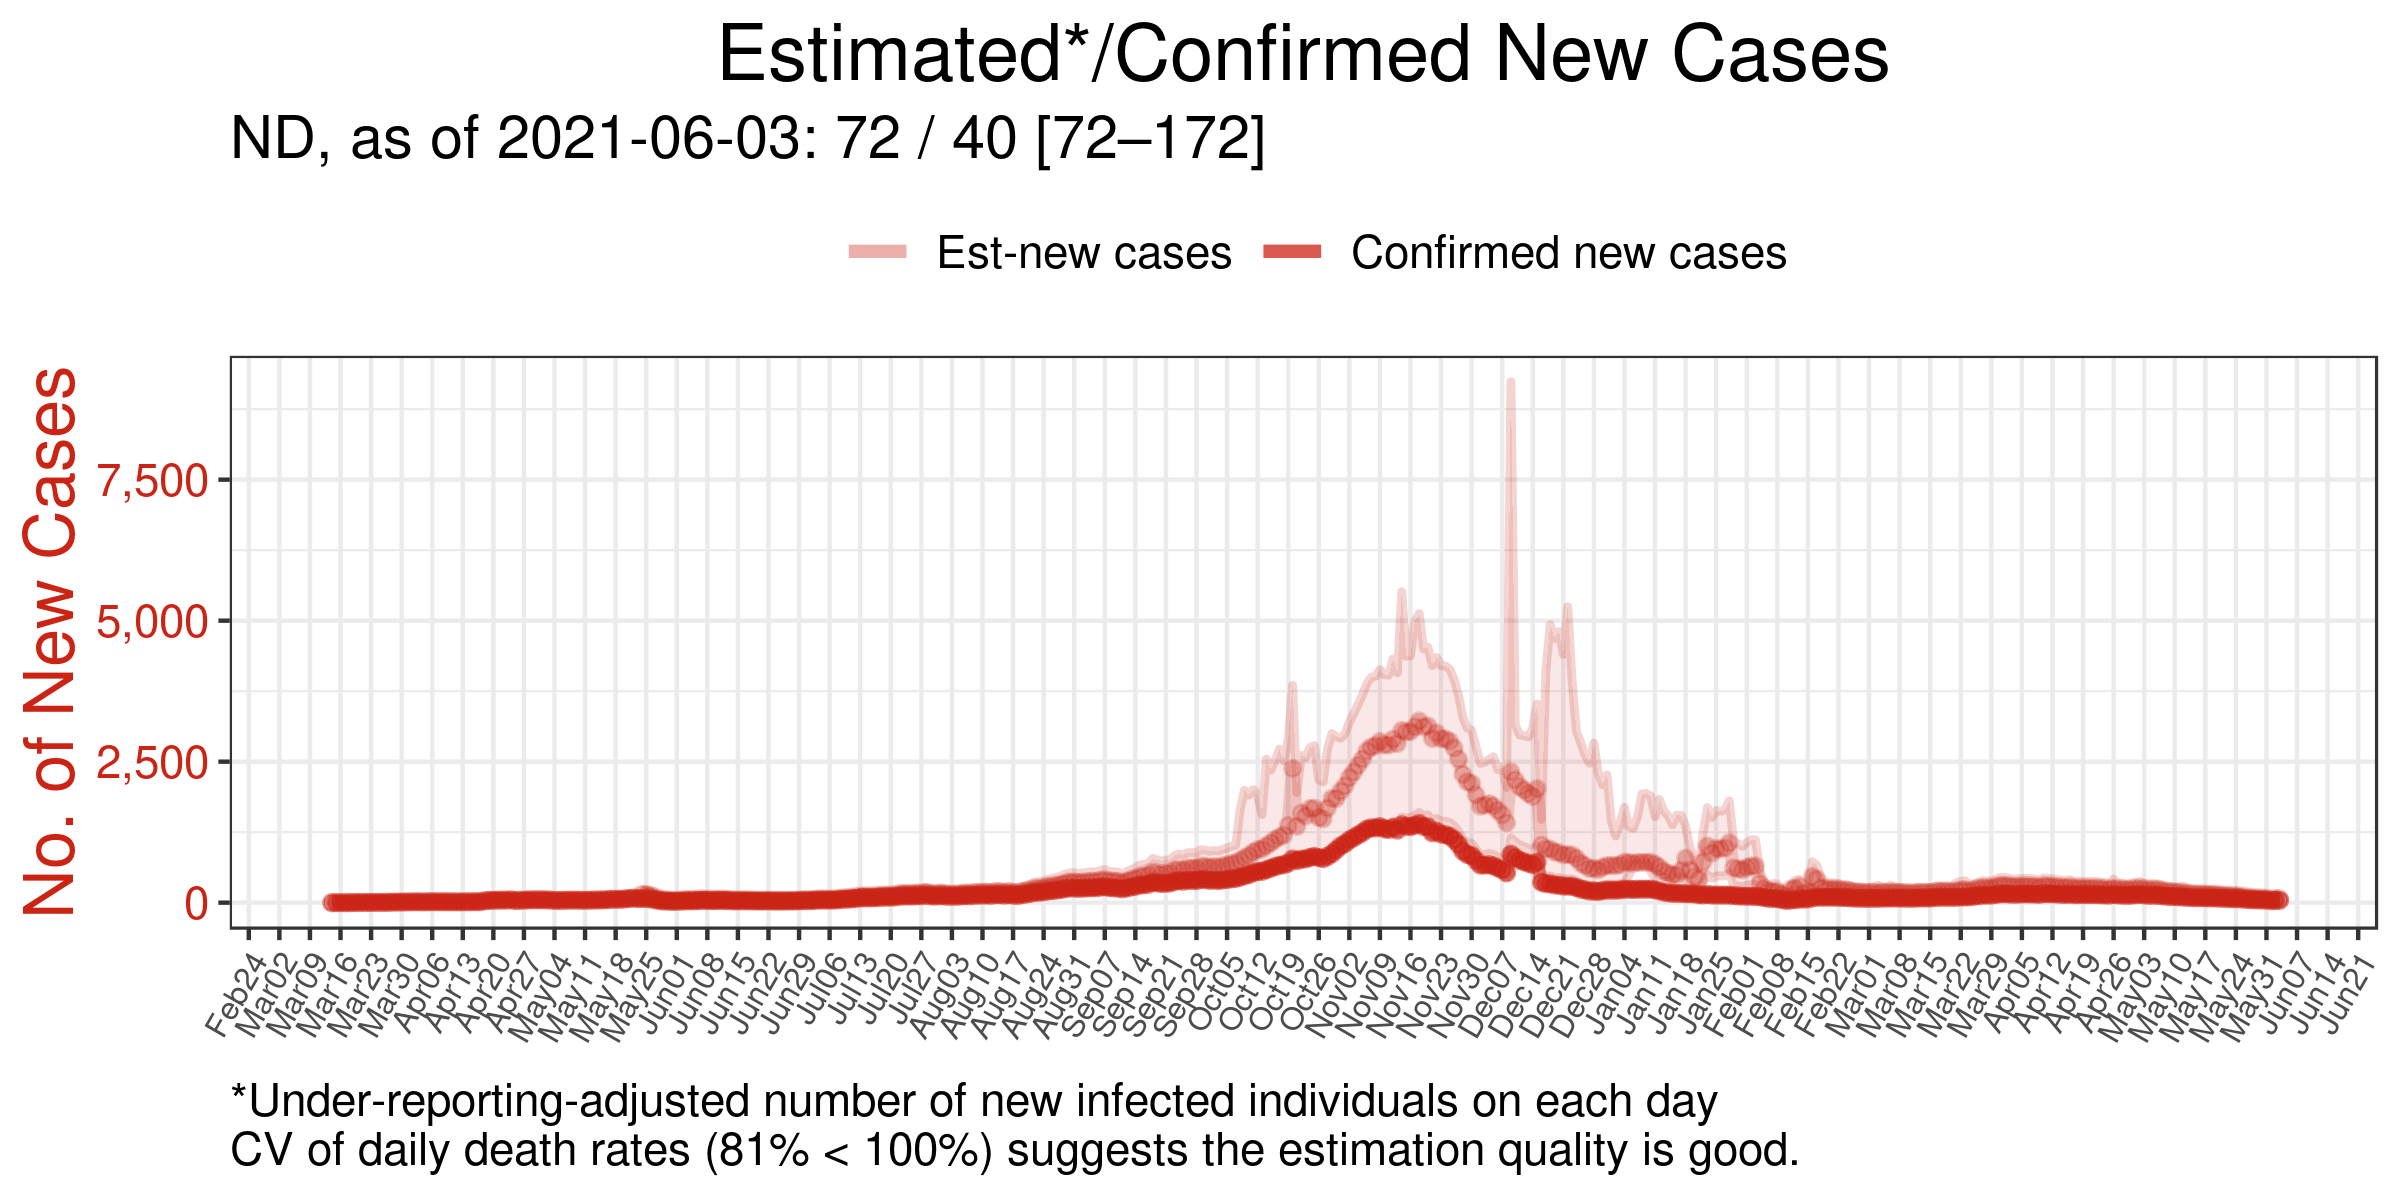 Estimated*/Confirmed New Cases
ND, as of 2021-06-03: 72 / 40 [72–172]
Est-new cases Confirmed new cases
No. of New Cases
7,500
5,000
2,500
0
Feb24 Mar02 Mar09 Mar16 Mar23 Mar30 Apr06 Apr13 Apr20 Apr27 May04 May11 May18 May25 Jun01 Jun08 Jun15 Jun22 Jun29 Jul06 Jul13 Jul20 Jul27 Aug03 Aug10 Aug17 Aug24 Aug31 Sep07 Sep14 Sep21 Sep28 Oct05 Oct12 Oct19 Oct26 Nov02 Nov09 Nov16 Nov23 Nov30 Dec07 Dec14 Dec21 Dec28 Jan04 Jan11 Jan18 Jan25 Feb01 Feb08 Feb15 Feb22 Mar01 Mar08 Mar15 Mar22 Mar29 Apr05 Apr12 Apr19 Apr26 May03 May10 May17 May24 May31 Jun07 Jun14 Jun21
*Under-reporting-adjusted number of new infected individuals on each day
CV of daily death rates (81% < 100%) suggests the estimation quality is good.